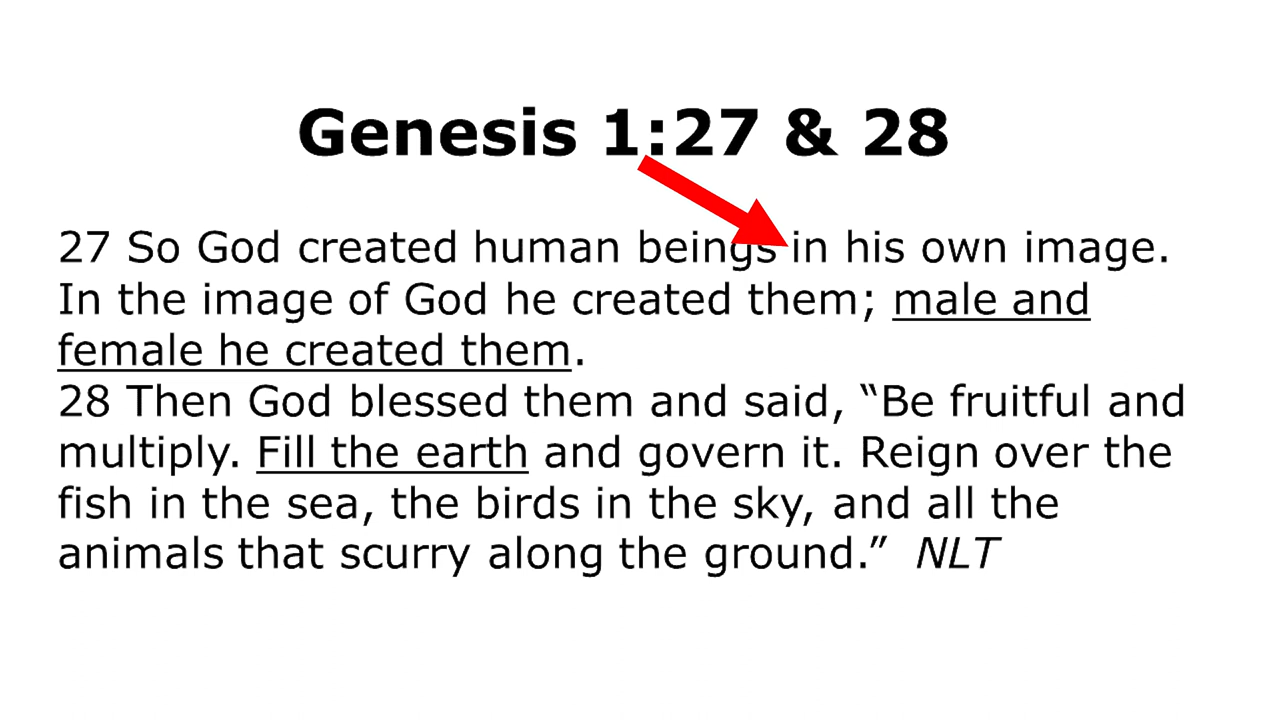 Genesis 1:27 & 28
27 So God created human beings in his own image.
In the image of God he created them; male and
female he created them.
28 Then God blessed them and said, “Be fruitful and
multiply. Fill the earth and govern it. Reign over the
fish in the sea, the birds in the sky, and all the
animals that scurry along the ground.” NLT